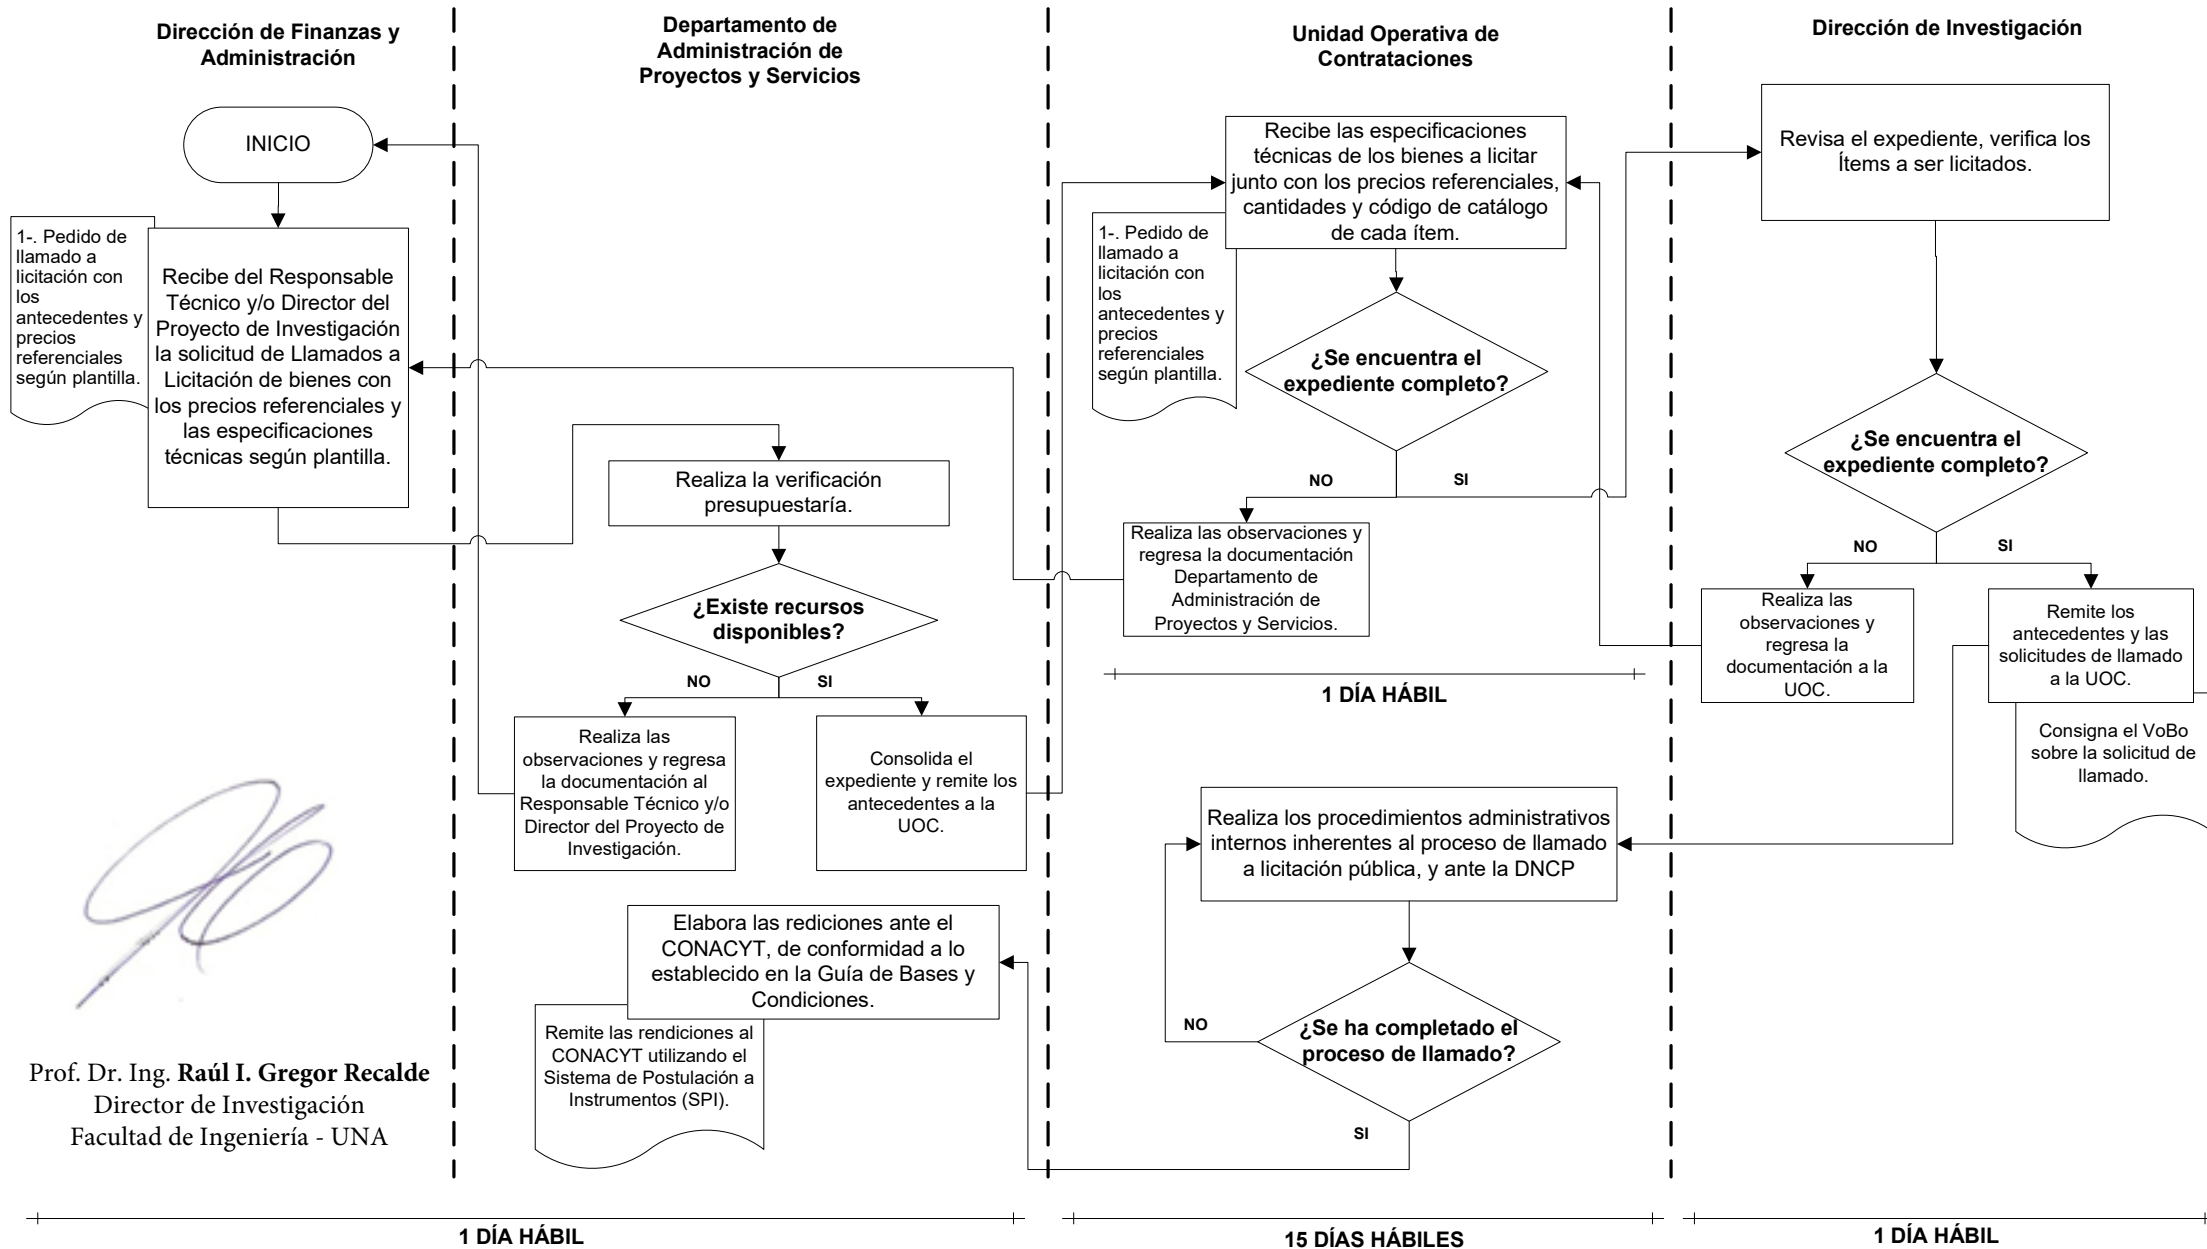 Dirección de Finanzas y
Administración
Departamento de
Administración de
Proyectos y Servicios
Unidad Operativa de
Contrataciones
Dirección de Investigación
INICIO
1-. Pedido de
llamado a
licitación con
los
antecedentes y
precios
referenciales
según plantilla.
Recibe del Responsable
Técnico y/o Director del
Proyecto de Investigación
la solicitud de Llamados a
Licitación de bienes con
los precios referenciales y
las especificaciones
técnicas según plantilla.
Realiza la verificación
presupuestaría.
¿Existe recursos
disponibles?
NO
SI
Realiza las
observaciones y regresa
la documentación al
Responsable Técnico y/o
Director del Proyecto de
Investigación.
Consolida el
expediente y remite los
antecedentes a la
UOC.
Elabora las rediciones ante el
CONACYT, de conformidad a lo
establecido en la Guía de Bases y
Condiciones.
Remite las rendiciones al
CONACYT utilizando el
Sistema de Postulación a
Instrumentos (SPI).
Recibe las especificaciones
técnicas de los bienes a licitar
junto con los precios referenciales,
cantidades y código de catálogo
de cada ítem.
1-. Pedido de
llamado a
licitación con
los
antecedentes y
precios
referenciales
según plantilla.
¿Se encuentra el
expediente completo?
NO
SI
Realiza las observaciones y
regresa la documentación
Departamento de
Administración de
Proyectos y Servicios.
1 DÍA HÁBIL
Realiza los procedimientos administrativos
internos inherentes al proceso de llamado
a licitación pública, y ante la DNCP
¿Se ha completado el
proceso de llamado?
NO
SI
Revisa el expediente, verifica los
Ítems a ser licitados.
¿Se encuentra el
expediente completo?
NO
SI
Realiza las
observaciones y
regresa la
documentación a la
UOC.
Remite los
antecedentes y las
solicitudes de llamado
a la UOC.
Consigna el VoBo
sobre la solicitud de
llamado.
Prof. Dr. Ing. Raúl I. Gregor Recalde
Director de Investigación
Facultad de Ingeniería - UNA
1 DÍA HÁBIL
15 DÍAS HÁBILES
1 DÍA HÁBIL